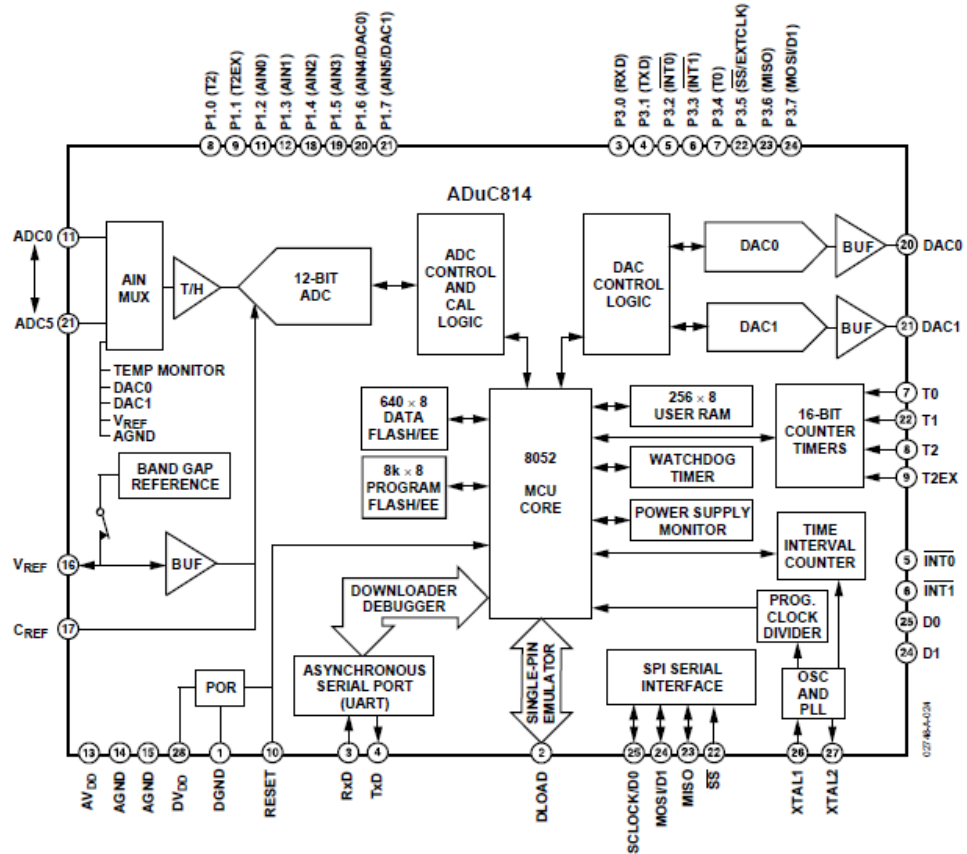 P1.0 (T2)
P1.1 (T2EX)
P1.2 (AIN0)
P1.3 (AIN1)
P1.4 (AIN2)
P1.5 (AIN3)
P1.6 (AIN4/DAC0)
P1.7 (AIN5/DAC1)
P3.0 (RXD)
P3.1 (TXD)
P3.2 (INT0)
P3.3 (INT1)
P3.4 (T0)
P3.5 (SS/EXTCLK)
P3.6 (MISO)
P3.7 (MOSI/D1)
8 9 11 12 18 19 20 21
3 4 5 6 7 22 23 24
ADuC814
ADC0 11
ADC5 21
AIN
MUX
T/H
12-BIT
ADC
ADC
CONTROL
AND
CAL
LOGIC
DAC
CONTROL
LOGIC
DAC0
BUF
20 DAC0
DAC1
BUF
21 DAC1
TEMP MONITOR
DAC0
DAC1
VREF
AGND
BAND GAP
REFERENCE
VREF 16
BUF
CREF 17
640 × 8
DATA
FLASH/EE
8k × 8
PROGRAM
FLASH/EE
8052
MCU
CORE
256 × 8
USER RAM
WATCHDOG
TIMER
POWER SUPPLY
MONITOR
16-BIT
COUNTER
TIMERS
7 T0
22 T1
8 T2
9 T2EX
TIME
INTERVAL
COUNTER
PROG.
CLOCK
DIVIDER
OSC
AND
PLL
5 INT0
6 INT1
25 D0
24 D1
DOWNLOADER
DEBUGGER
ASYNCHRONOUS
SERIAL PORT
(UART)
SINGLE-PIN
EMULATOR
SPI SERIAL
INTERFACE
POR
13 14 15 28 1 10 3 4 2 25 24 23 22 26 27
AVDD
AGND
AGND
DVDD
DGND
RESET
RxD
TxD
DLOAD
SCLOCK/D0
MOSI/D1
MISO
SS
XTAL1
XTAL2
02748-A-024